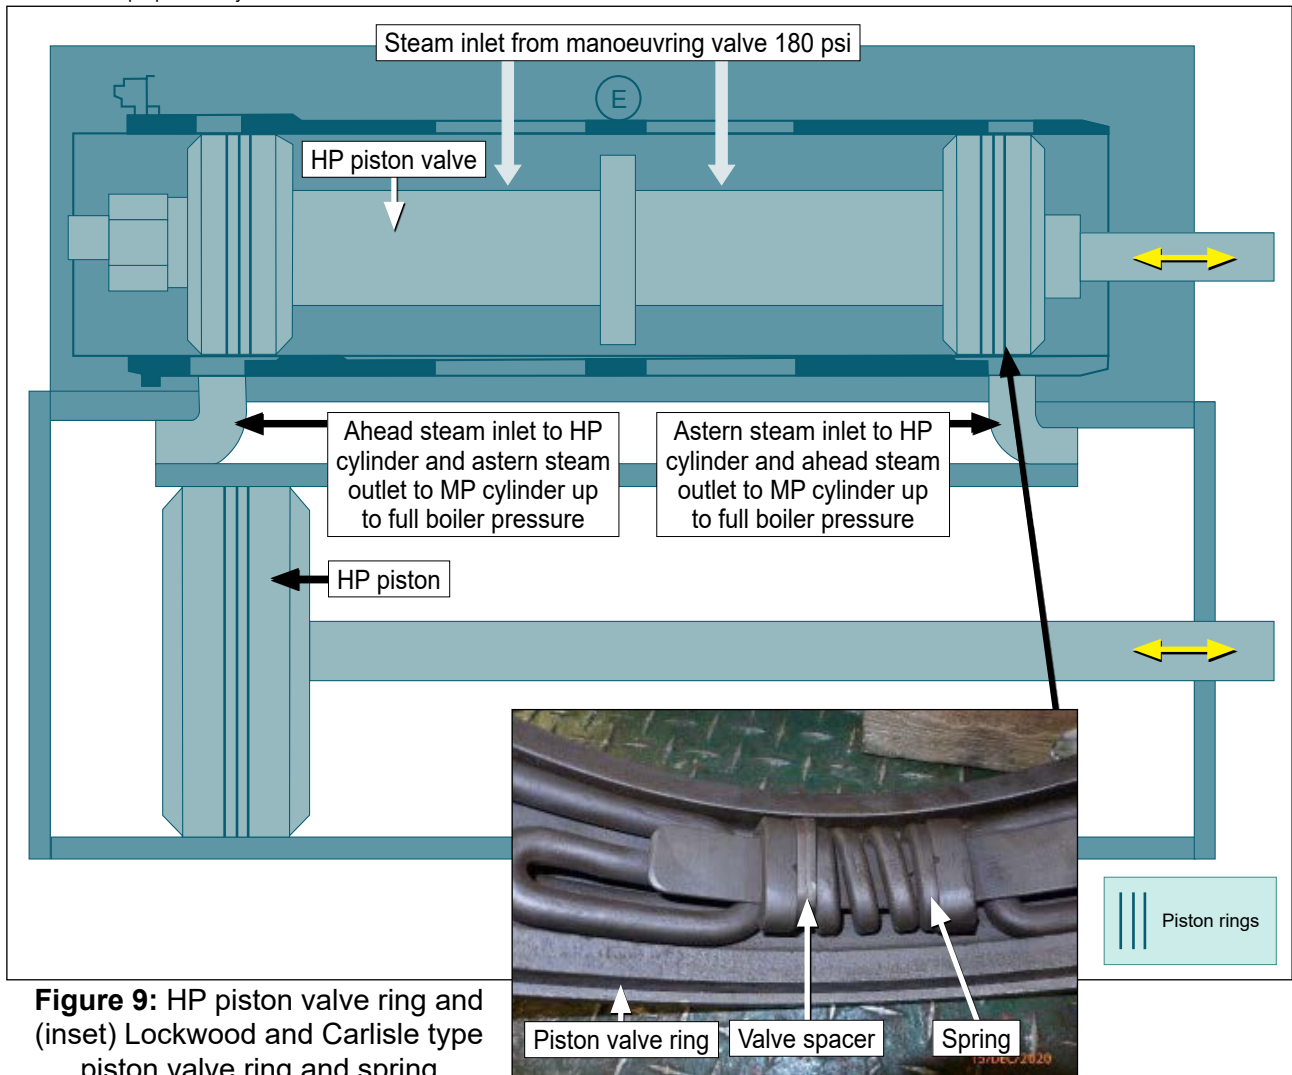 Steam inlet from manoeuvring valve 180 psi
E
HP piston valve
Ahead steam inlet to HP
cylinder and astern steam
outlet to MP cylinder up
to full boiler pressure
Astern steam inlet to HP
cylinder and ahead steam
outlet to MP cylinder up
to full boiler pressure
HP piston
Piston rings
Piston valve ring
Valve spacer
Spring
15/DEC/2020
Figure 9: HP piston valve ring and
(inset) Lockwood and Carlisle type
piston valve ring and spring